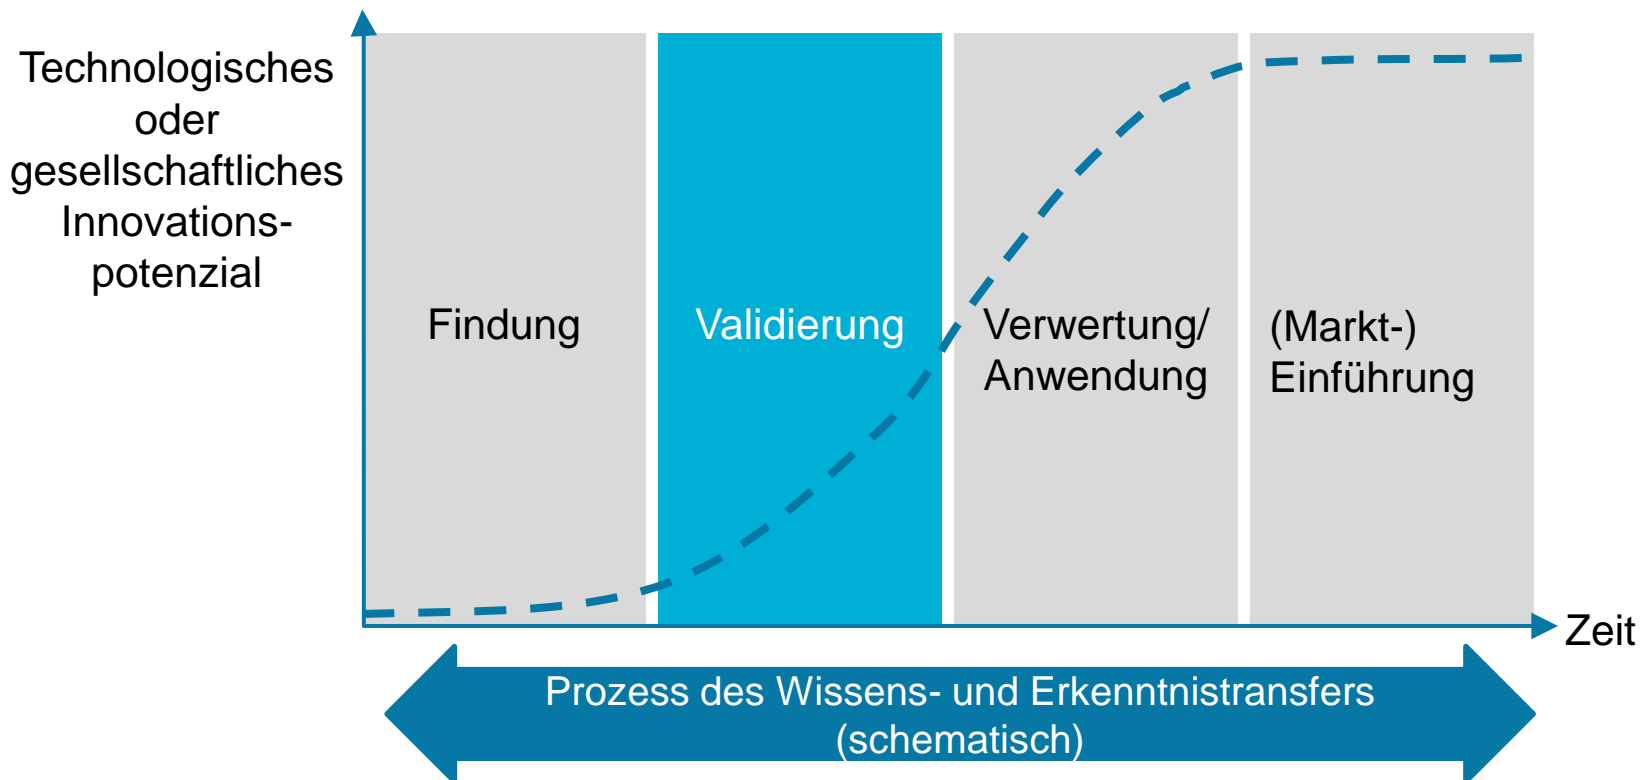 Technologisches
oder
gesellschaftliches
Innovations-
potenzial
Findung
Validierung
Verwertung/
Anwendung
(Markt-)
Einführung
Zeit
Prozess des Wissens- und Erkenntnistransfers
(schematisch)